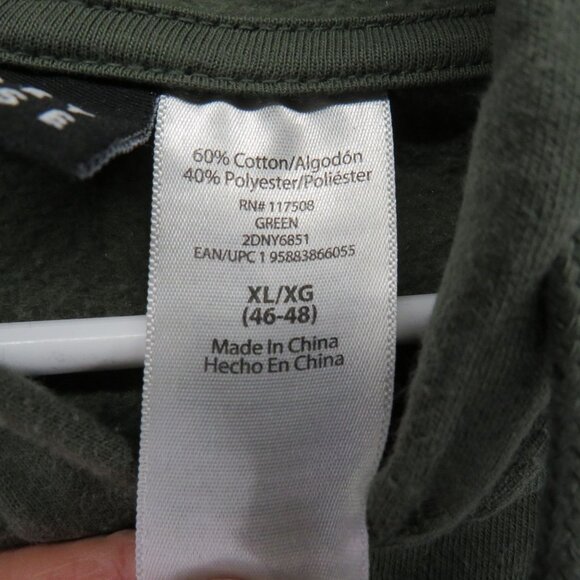 60% Cotton/Algodón
40% Polyester/Poliéster
RN# 117508
GREEN
2DNY6851
EAN/UPC 1 95883866055
XL/XG
(46-48)
Made In China
Hecho En China